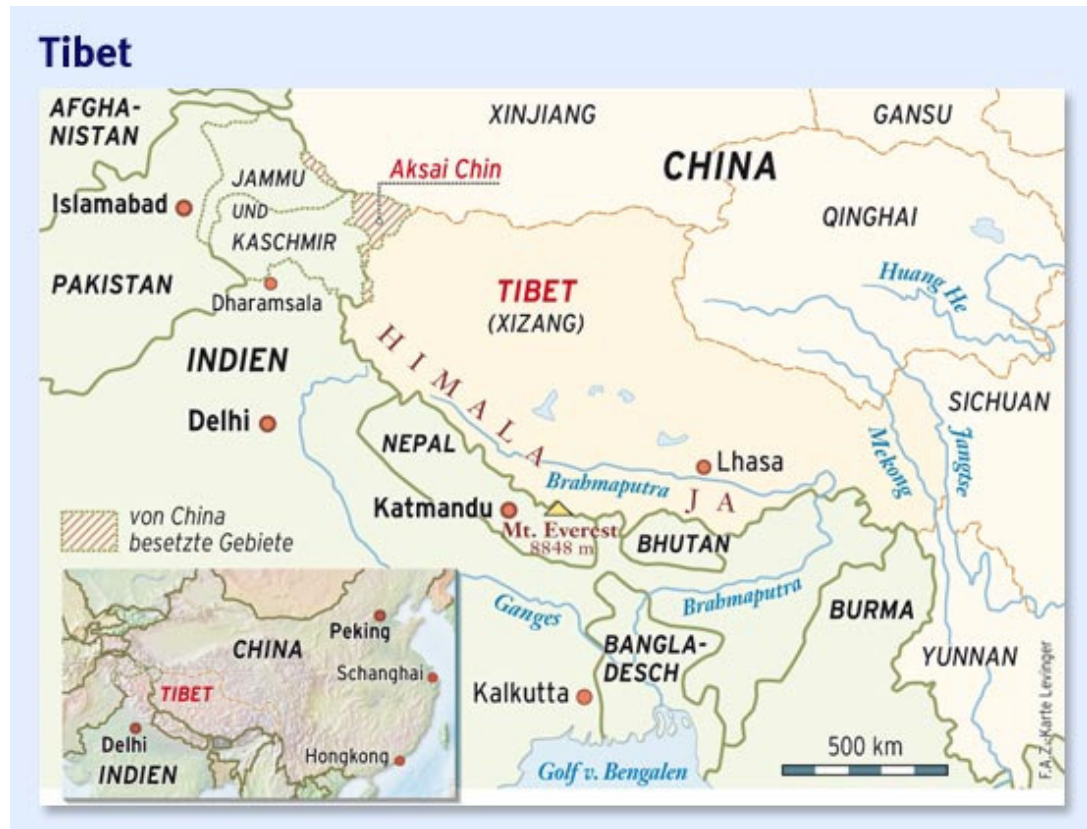 Tibet
AFGHA-
NISTAN
XINJIANG
GANSU
CHINA
Aksai Chin
JAMMU
UND
KASCHMIR
Islamabad
QINGHAI
PAKISTAN
Dharamsala
TIBET
(XIZANG)
Huang He
INDIEN
HIMALA
JA
SICHUAN
Delhi
NEPAL
Mekong
Jangtse
Lhasa
Brahmaputra
Katmandu
Mt. Everest
8848 m
BHUTAN
von China
besetzte Gebiete
Ganges
Brahmaputra
BURMA
BANGLA-
DESCH
YUNNAN
Kalkutta
500 km
Golf v. Bengalen
F.A.Z.-Karte Levinger
Peking
CHINA
Schanghai
TIBET
Delhi
Hongkong
INDIEN